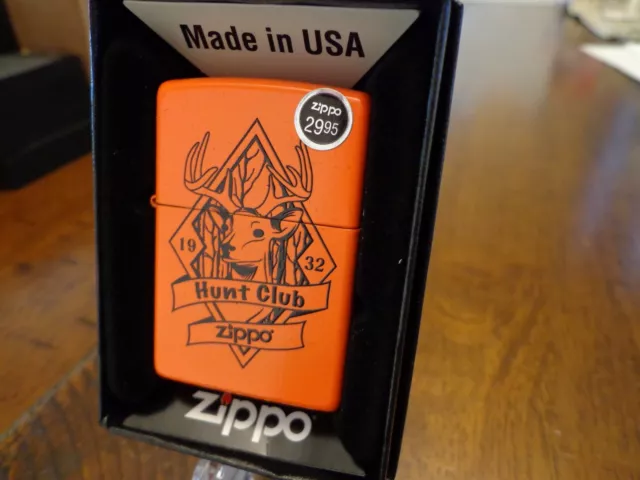 Made in USA
zippo
2995
19
32
Hunt Club
zippo
zippo